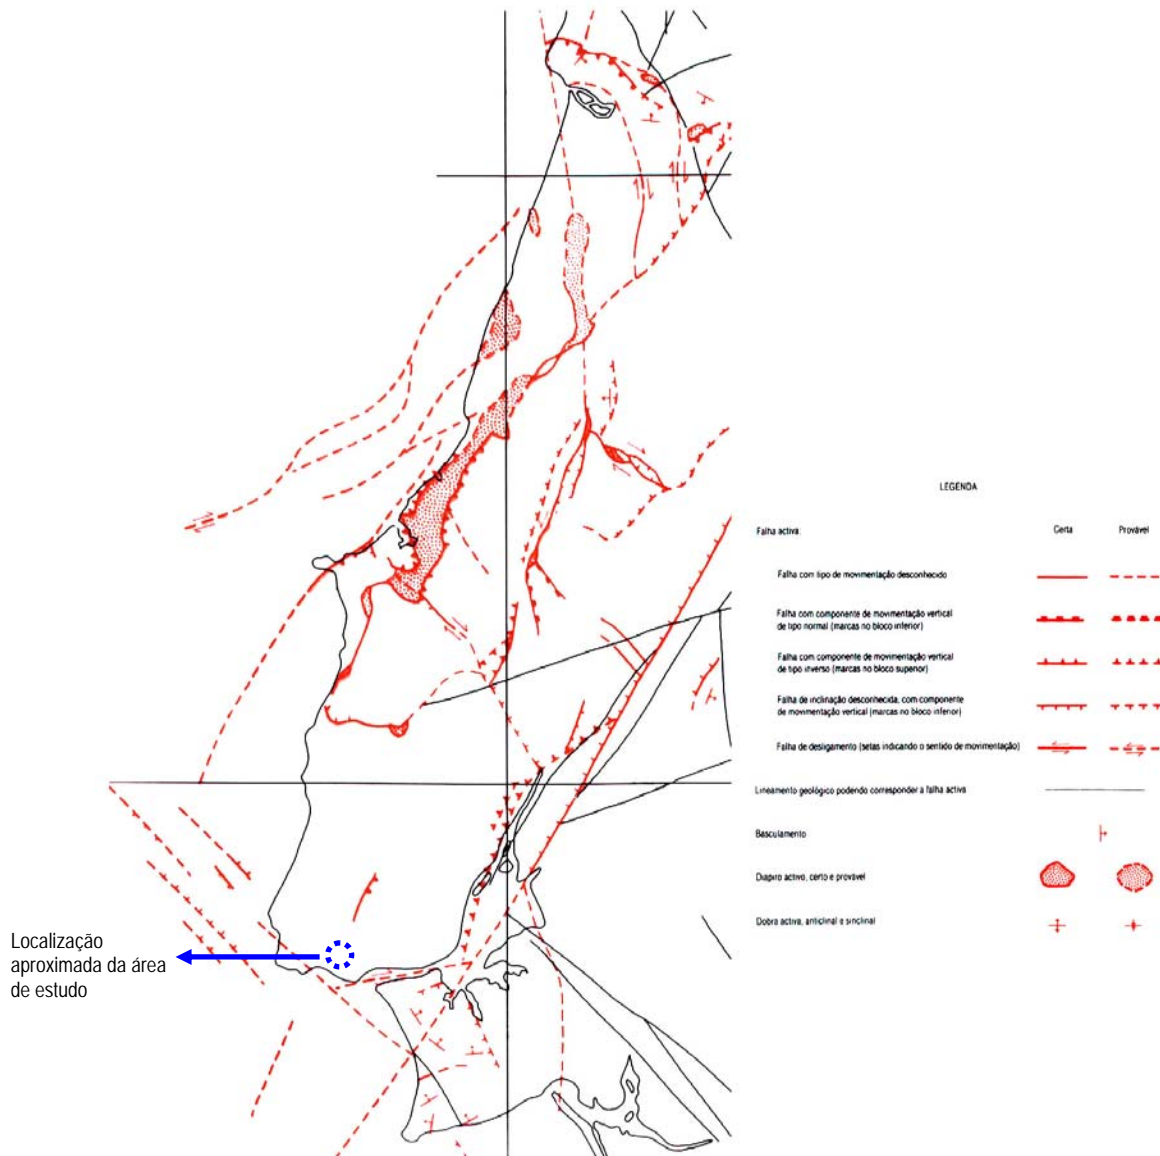 LEGENDA
Falha activa:
Certa
Provável
Falha com tipo de movimentação desconhecido
Falha com componente de movimentação vertical
de tipo normal (marcas no bloco inferior)
Falha com componente de movimentação vertical
de tipo inverso (marcas no bloco superior)
Falha de inclinação desconhecida, com componente
de movimentação vertical (marcas no bloco inferior)
Falha de desligamento (setas indicando o sentido de movimentação)
Lineamento geológico podendo corresponder a falha activa
Basculamento
Diapiro activo, certo e provável
Dobra activa, anticlinal e sinclinal
Localização
aproximada da área
de estudo